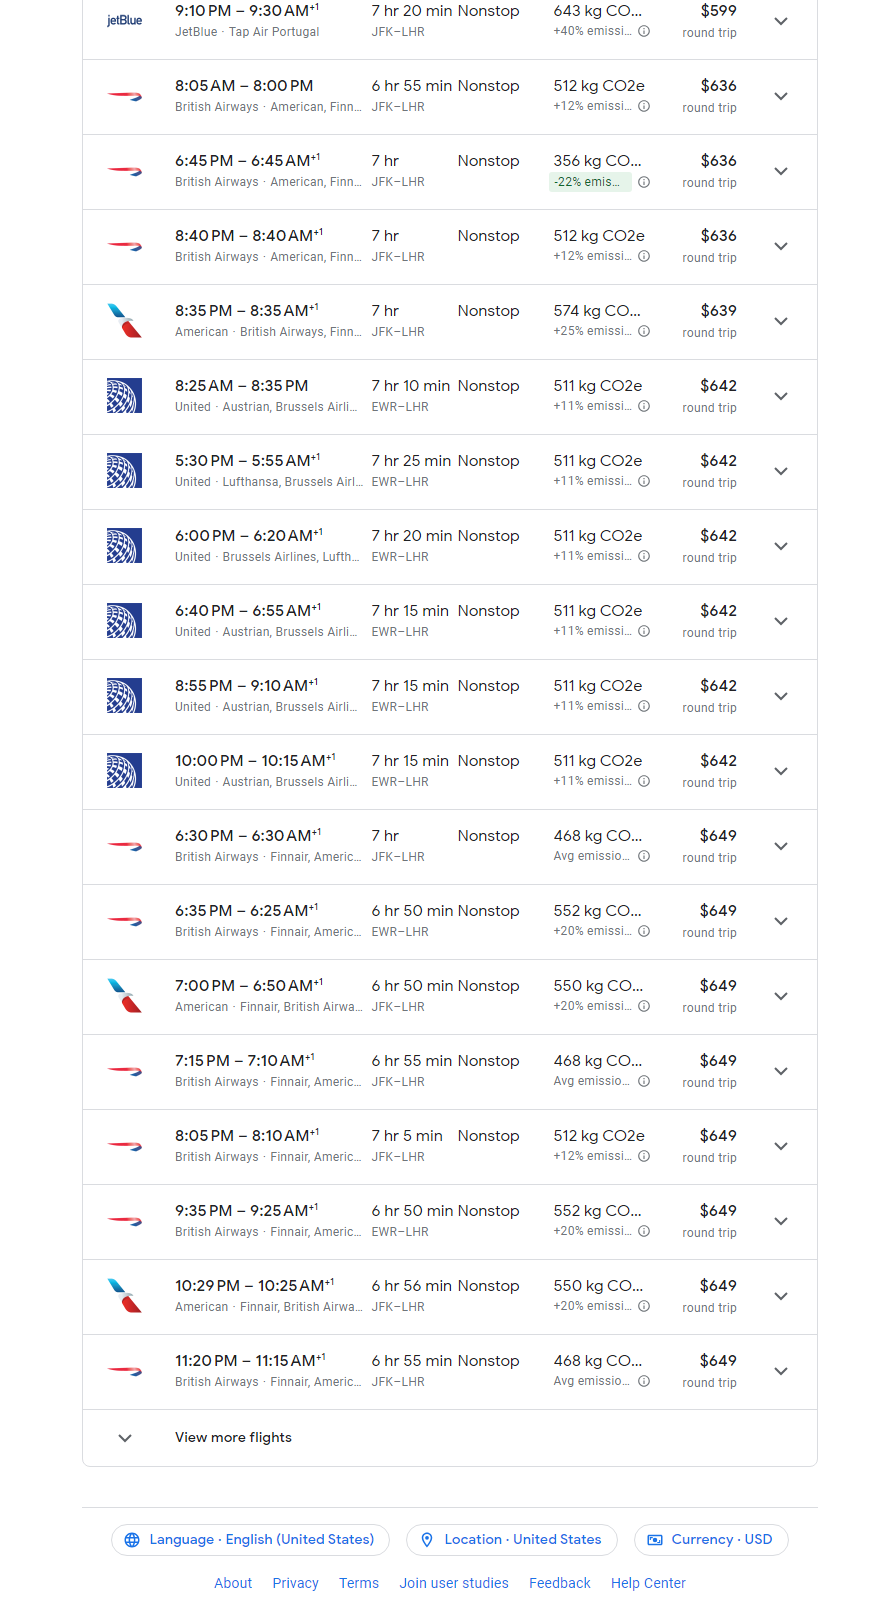 jetBlue
9:10 PM – 9:30 AM+1
7 hr 20 min
Nonstop
643 kg CO...
$599
JetBlue · Tap Air Portugal
JFK–LHR
+40% emissi...
round trip
8:05 AM – 8:00 PM
6 hr 55 min
Nonstop
512 kg CO2e
$636
British Airways · American, Finn...
JFK–LHR
+12% emissi...
round trip
6:45 PM – 6:45 AM+1
7 hr
Nonstop
356 kg CO...
$636
British Airways · American, Finn...
JFK–LHR
-22% emis...
round trip
8:40 PM – 8:40 AM+1
7 hr
Nonstop
512 kg CO2e
$636
British Airways · American, Finn...
JFK–LHR
+12% emissi...
round trip
8:35 PM – 8:35 AM+1
7 hr
Nonstop
574 kg CO...
$639
American · British Airways, Finn...
JFK–LHR
+25% emissi...
round trip
8:25 AM – 8:35 PM
7 hr 10 min
Nonstop
511 kg CO2e
$642
United · Austrian, Brussels Airli...
EWR–LHR
+11% emissi...
round trip
5:30 PM – 5:55 AM+1
7 hr 25 min
Nonstop
511 kg CO2e
$642
United · Lufthansa, Brussels Airl...
EWR–LHR
+11% emissi...
round trip
6:00 PM – 6:20 AM+1
7 hr 20 min
Nonstop
511 kg CO2e
$642
United · Brussels Airlines, Lufth...
EWR–LHR
+11% emissi...
round trip
6:40 PM – 6:55 AM+1
7 hr 15 min
Nonstop
511 kg CO2e
$642
United · Austrian, Brussels Airli...
EWR–LHR
+11% emissi...
round trip
8:55 PM – 9:10 AM+1
7 hr 15 min
Nonstop
511 kg CO2e
$642
United · Austrian, Brussels Airli...
EWR–LHR
+11% emissi...
round trip
10:00 PM – 10:15 AM+1
7 hr 15 min
Nonstop
511 kg CO2e
$642
United · Austrian, Brussels Airli...
EWR–LHR
+11% emissi...
round trip
6:30 PM – 6:30 AM+1
7 hr
Nonstop
468 kg CO...
$649
British Airways · Finnair, Americ...
JFK–LHR
Avg emissio...
round trip
6:35 PM – 6:25 AM+1
6 hr 50 min
Nonstop
552 kg CO...
$649
British Airways · Finnair, Americ...
EWR–LHR
+20% emissi...
round trip
7:00 PM – 6:50 AM+1
6 hr 50 min
Nonstop
550 kg CO...
$649
American · Finnair, British Airwa...
JFK–LHR
+20% emissi...
round trip
7:15 PM – 7:10 AM+1
6 hr 55 min
Nonstop
468 kg CO...
$649
British Airways · Finnair, Americ...
JFK–LHR
Avg emissio...
round trip
8:05 PM – 8:10 AM+1
7 hr 5 min
Nonstop
512 kg CO2e
$649
British Airways · Finnair, Americ...
JFK–LHR
+12% emissi...
round trip
9:35 PM – 9:25 AM+1
6 hr 50 min
Nonstop
552 kg CO...
$649
British Airways · Finnair, Americ...
EWR–LHR
+20% emissi...
round trip
10:29 PM – 10:25 AM+1
6 hr 56 min
Nonstop
550 kg CO...
$649
American · Finnair, British Airwa...
JFK–LHR
+20% emissi...
round trip
11:20 PM – 11:15 AM+1
6 hr 55 min
Nonstop
468 kg CO...
$649
British Airways · Finnair, Americ...
JFK–LHR
Avg emissio...
round trip
View more flights
Language · English (United States)
Location · United States
Currency · USD
About
Privacy
Terms
Join user studies
Feedback
Help Center